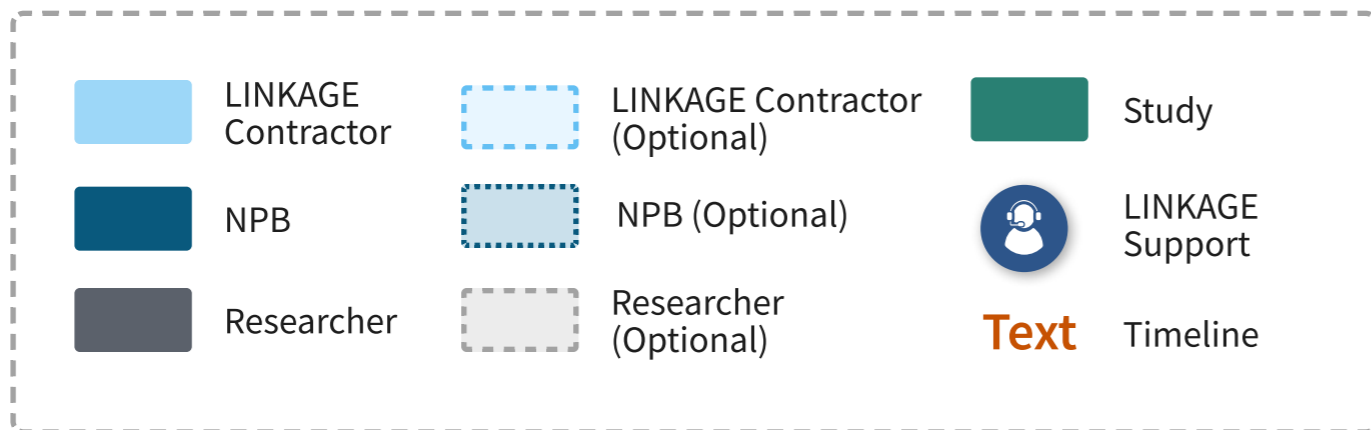 LINKAGE
Contractor
NPB
Researcher
LINKAGE Contractor
(Optional)
NPB (Optional)
Researcher
(Optional)
Study
LINKAGE
Support
Text
Timeline